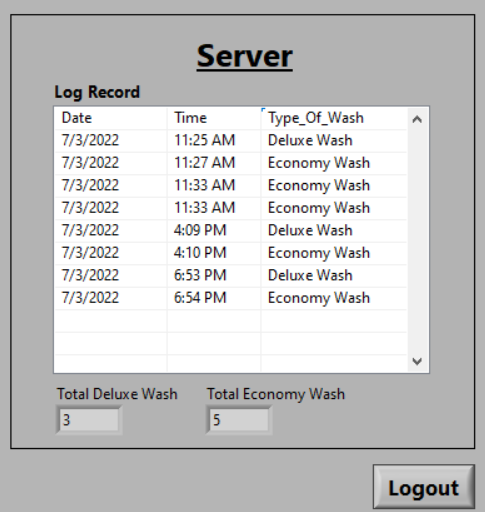 Server
Log Record
Date Time Type_Of_Wash
7/3/2022 11:25 AM Deluxe Wash
7/3/2022 11:27 AM Economy Wash
7/3/2022 11:33 AM Economy Wash
7/3/2022 11:33 AM Economy Wash
7/3/2022 4:09 PM Deluxe Wash
7/3/2022 4:10 PM Economy Wash
7/3/2022 6:53 PM Deluxe Wash
7/3/2022 6:54 PM Economy Wash
Total Deluxe Wash Total Economy Wash
3 5
Logout